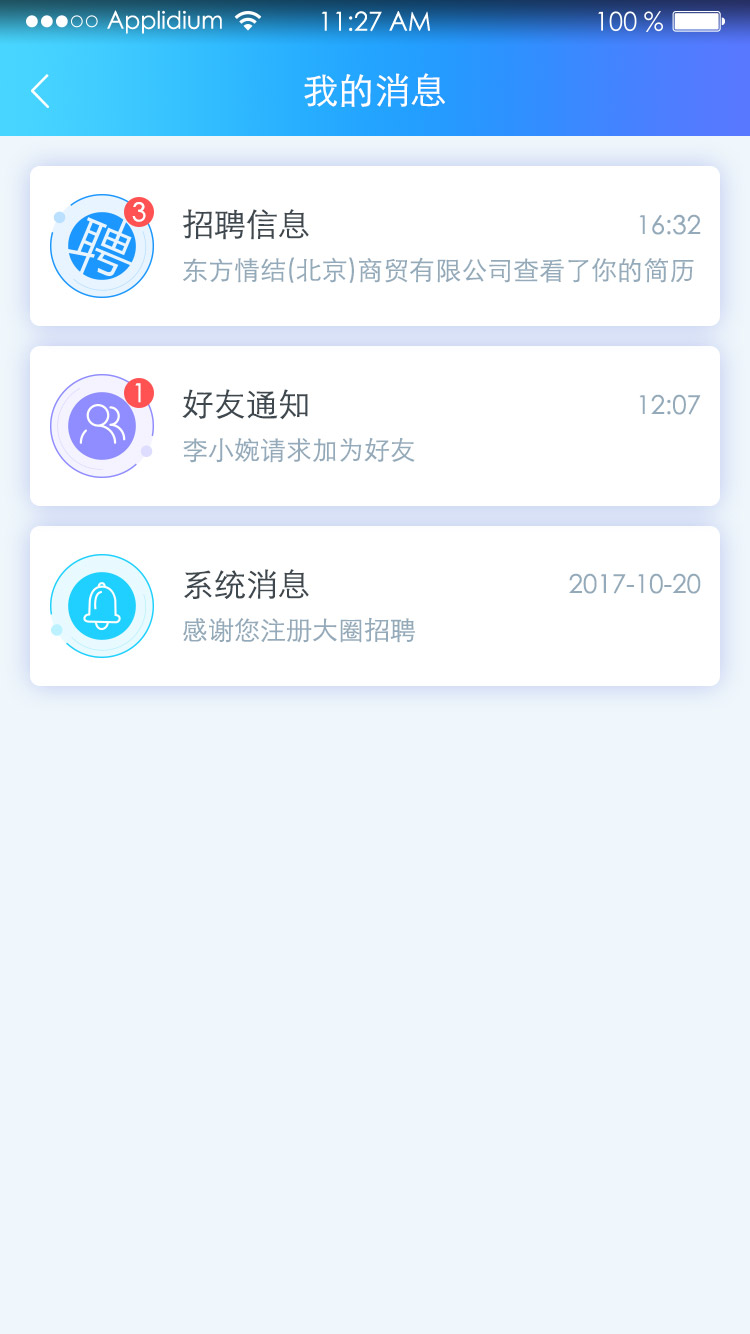 Applidium 11:27 AM 100 %
我的消息
聘 3
招聘信息 16:32
东方情结(北京)商贸有限公司查看了你的简历
1
好友通知 12:07
李小婉请求加为好友
系统消息 2017-10-20
感谢您注册大圈招聘